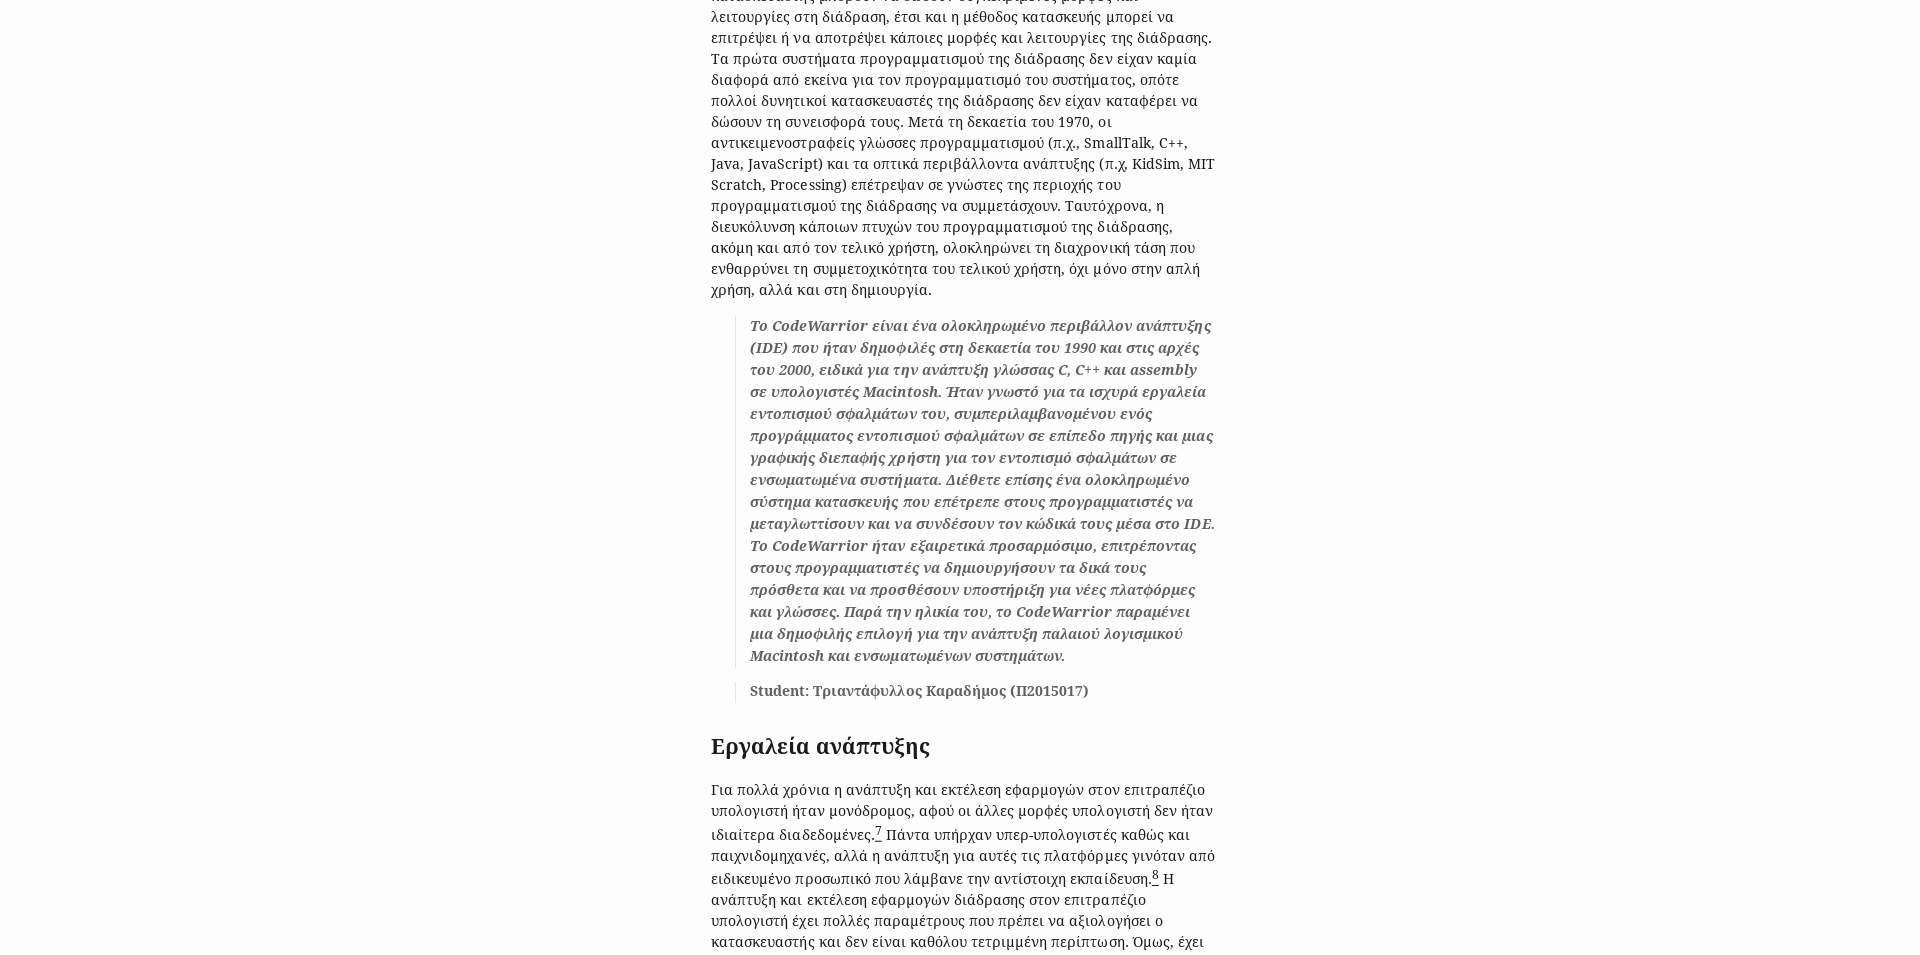 λειτουργίες στη διάδραση, έτσι και η μέθοδος κατασκευής μπορεί να
επιτρέψει ή να αποτρέψει κάποιες μορφές και λειτουργίες της διάδρασης.
Τα πρώτα συστήματα προγραμματισμού της διάδρασης δεν είχαν καμία
διαφορά από εκείνα για τον προγραμματισμό του συστήματος, οπότε
πολλοί δυνητικοί κατασκευαστές της διάδρασης δεν είχαν καταφέρει να
δώσουν τη συνεισφορά τους. Μετά τη δεκαετία του 1970, οι
αντικειμενοστραφείς γλώσσες προγραμματισμού (π.χ., SmallTalk, C++,
Java, JavaScript) και τα οπτικά περιβάλλοντα ανάπτυξης (π.χ, KidSim, MIT
Scratch, Processing) επέτρεψαν σε γνώστες της περιοχής του
προγραμματισμού της διάδρασης να συμμετάσχουν. Ταυτόχρονα, η
διευκόλυνση κάποιων πτυχών του προγραμματισμού της διάδρασης,
ακόμη και από τον τελικό χρήστη, ολοκληρώνει τη διαχρονική τάση που
ενθαρρύνει τη συμμετοχικότητα του τελικού χρήστη, όχι μόνο στην απλή
χρήση, αλλά και στη δημιουργία.
Το CodeWarrior είναι ένα ολοκληρωμένο περιβάλλον ανάπτυξης
(IDE) που ήταν δημοφιλές στη δεκαετία του 1990 και στις αρχές
του 2000, ειδικά για την ανάπτυξη γλώσσας C, C++ και assembly
σε υπολογιστές Macintosh. Ήταν γνωστό για τα ισχυρά εργαλεία
εντοπισμού σφαλμάτων του, συμπεριλαμβανομένου ενός
προγράμματος εντοπισμού σφαλμάτων σε επίπεδο πηγής και μιας
γραφικής διεπαφής χρήστη για τον εντοπισμό σφαλμάτων σε
ενσωματωμένα συστήματα. Διέθετε επίσης ένα ολοκληρωμένο
σύστημα κατασκευής που επέτρεπε στους προγραμματιστές να
μεταγλωττίσουν και να συνδέσουν τον κώδικά τους μέσα στο IDE.
Το CodeWarrior ήταν εξαιρετικά προσαρμόσιμο, επιτρέποντας
στους προγραμματιστές να δημιουργήσουν τα δικά τους
πρόσθετα και να προσθέσουν υποστήριξη για νέες πλατφόρμες
και γλώσσες. Παρά την ηλικία του, το CodeWarrior παραμένει
μια δημοφιλής επιλογή για την ανάπτυξη παλαιού λογισμικού
Macintosh και ενσωματωμένων συστημάτων.
Student: Τριαντάφυλλος Καραδήμος (Π2015017)
Εργαλεία ανάπτυξης
Για πολλά χρόνια η ανάπτυξη και εκτέλεση εφαρμογών στον επιτραπέζιο
υπολογιστή ήταν μονόδρομος, αφού οι άλλες μορφές υπολογιστή δεν ήταν
ιδιαίτερα διαδεδομένες.7 Πάντα υπήρχαν υπερ-υπολογιστές καθώς και
παιχνιδομηχανές, αλλά η ανάπτυξη για αυτές τις πλατφόρμες γινόταν από
ειδικευμένο προσωπικό που λάμβανε την αντίστοιχη εκπαίδευση.8 Η
ανάπτυξη και εκτέλεση εφαρμογών διάδρασης στον επιτραπέζιο
υπολογιστή έχει πολλές παραμέτρους που πρέπει να αξιολογήσει ο
κατασκευαστής και δεν είναι καθόλου τετριμμένη περίπτωση. Όμως, έχει